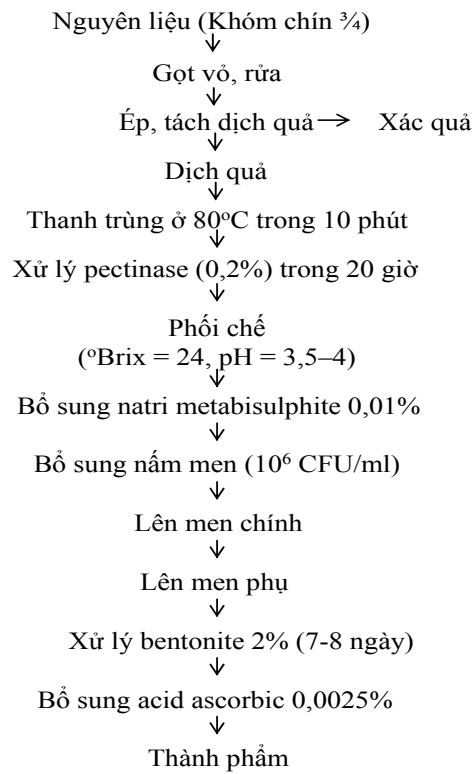 Nguyên liệu (Khóm chín ¾)
Gọt vỏ, rửa
Ép, tách dịch quả → Xác quả
Dịch quả
Thanh trùng ở 80ºC trong 10 phút
Xử lý pectinase (0,2%) trong 20 giờ
Phối chế
(ºBrix = 24, pH = 3,5–4)
Bổ sung natri metabisulphite 0,01%
Bổ sung nấm men (10⁶ CFU/ml)
Lên men chính
Lên men phụ
Xử lý bentonite 2% (7-8 ngày)
Bổ sung acid ascorbic 0,0025%
Thành phẩm